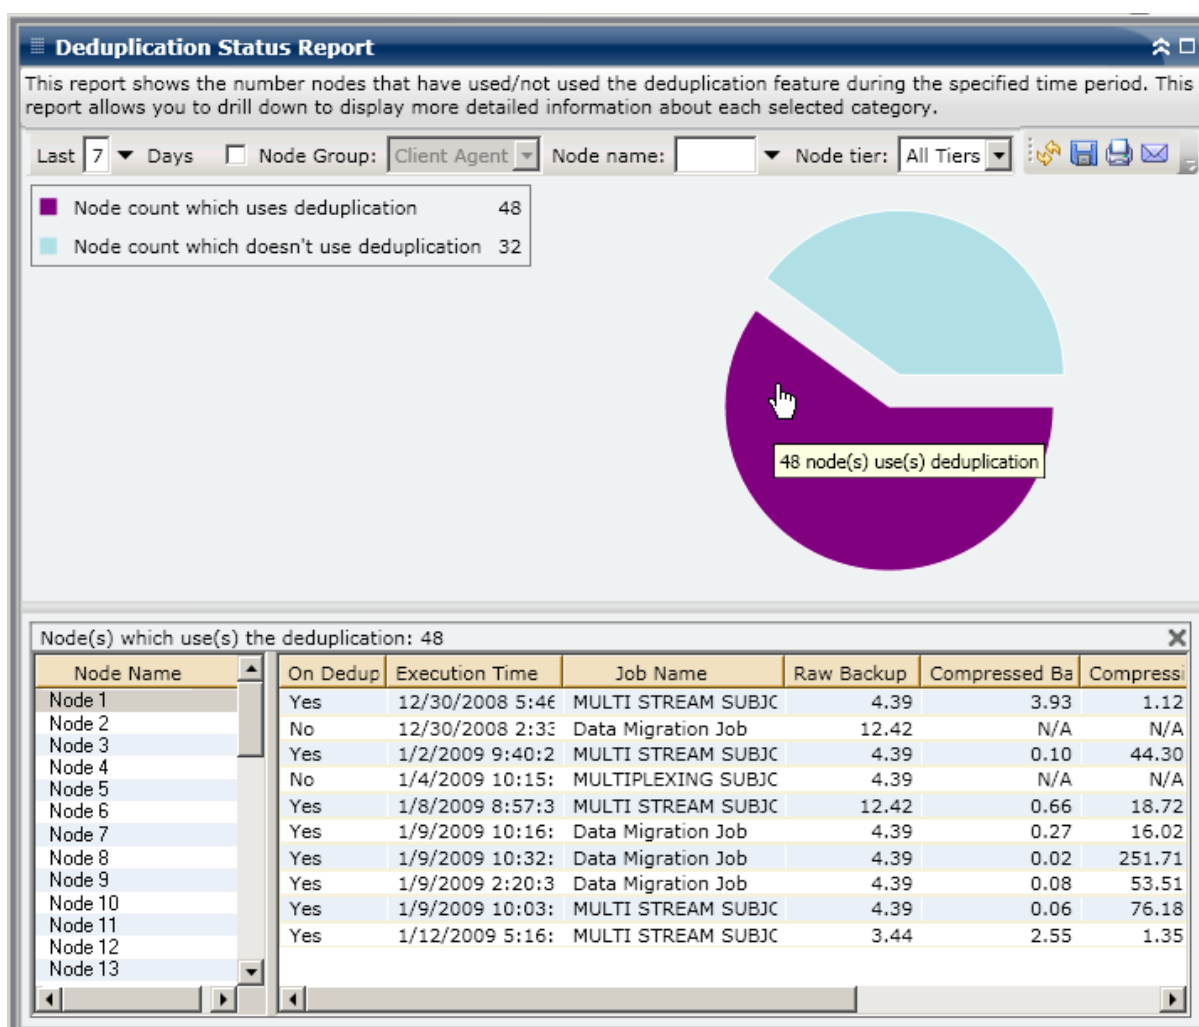 Deduplication Status Report
This report shows the number nodes that have used/not used the deduplication feature during the specified time period. This
report allows you to drill down to display more detailed information about each selected category.
Last 7 Days Node Group: Client Agent Node name: Node tier: All Tiers
Node count which uses deduplication 48
Node count which doesn't use deduplication 32
48 node(s) use(s) deduplication
Node(s) which use(s) the deduplication: 48
Node Name
Node 1
Node 2
Node 3
Node 4
Node 5
Node 6
Node 7
Node 8
Node 9
Node 10
Node 11
Node 12
Node 13
On Dedup Execution Time Job Name Raw Backup Compressed Ba Compressi
Yes 12/30/2008 5:46 MULTI STREAM SUBJC 4.39 3.93 1.12
No 12/30/2008 2:33 Data Migration Job 12.42 N/A N/A
Yes 1/2/2009 9:40:2 MULTI STREAM SUBJC 4.39 0.10 44.30
No 1/4/2009 10:15: MULTIPLEXING SUBJC 4.39 N/A N/A
Yes 1/8/2009 8:57:3 MULTI STREAM SUBJC 12.42 0.66 18.72
Yes 1/9/2009 10:16: Data Migration Job 4.39 0.27 16.02
Yes 1/9/2009 10:32: Data Migration Job 4.39 0.02 251.71
Yes 1/9/2009 2:20:3 Data Migration Job 4.39 0.08 53.51
Yes 1/9/2009 10:03: MULTI STREAM SUBJC 4.39 0.06 76.18
Yes 1/12/2009 5:16: MULTI STREAM SUBJC 3.44 2.55 1.35